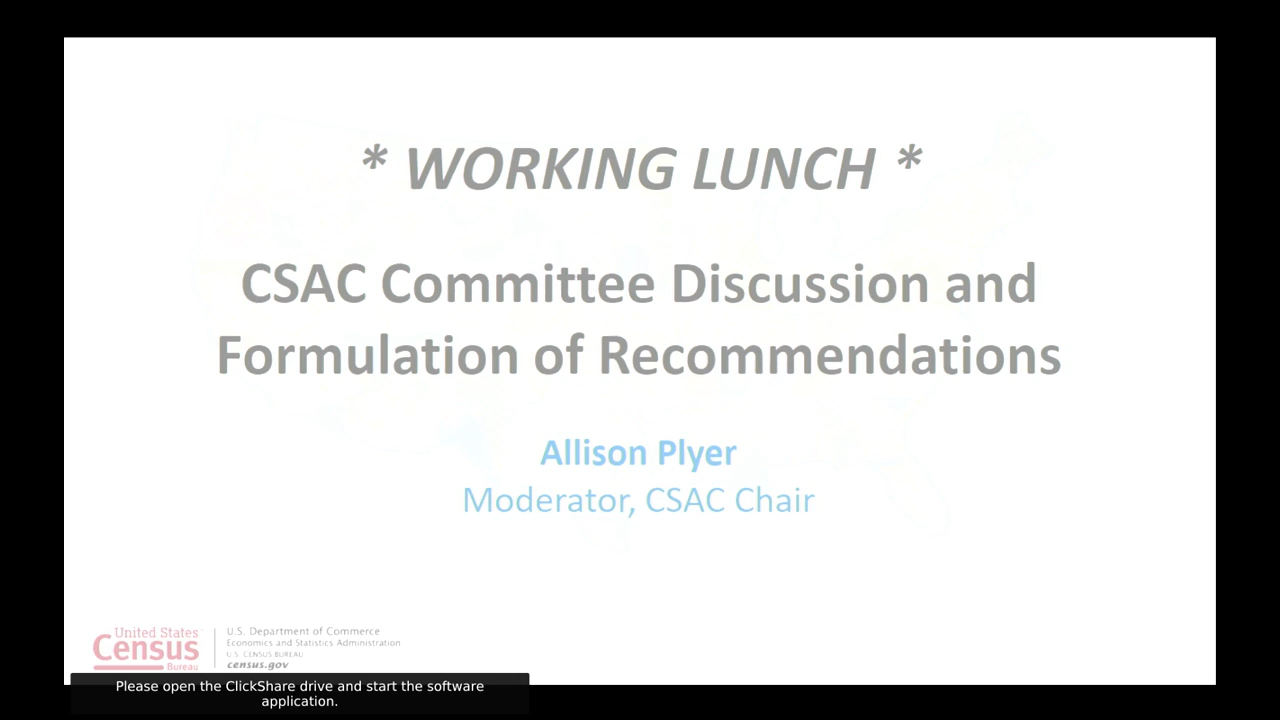 * WORKING LUNCH *
CSAC Committee Discussion and
Formulation of Recommendations
Allison Plyer
Moderator, CSAC Chair
United States
Census
Bureau
U.S. Department of Commerce
Economics and Statistics Administration
U.S. CENSUS BUREAU
census.gov
Please open the ClickShare drive and start the software
application.